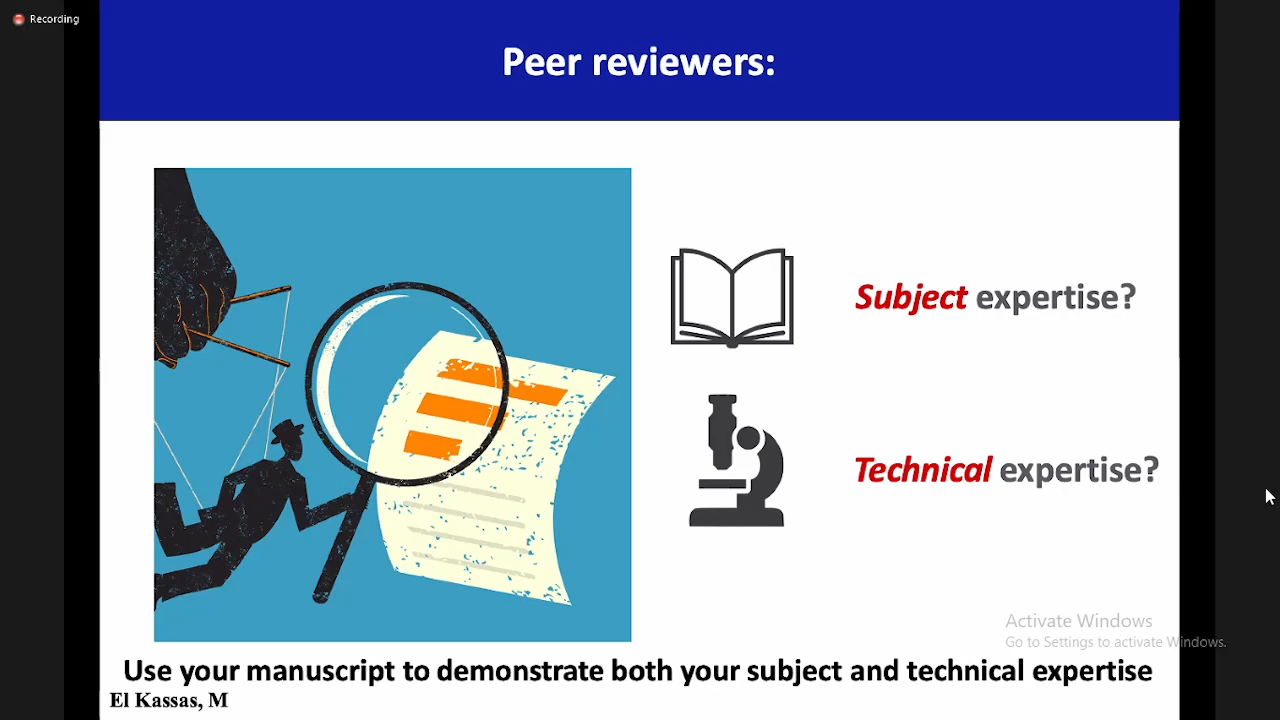 Recording
Peer reviewers:
Subject expertise?
Technical expertise?
Activate Windows
Go to Settings to activate Windows.
Use your manuscript to demonstrate both your subject and technical expertise
El Kassas, M